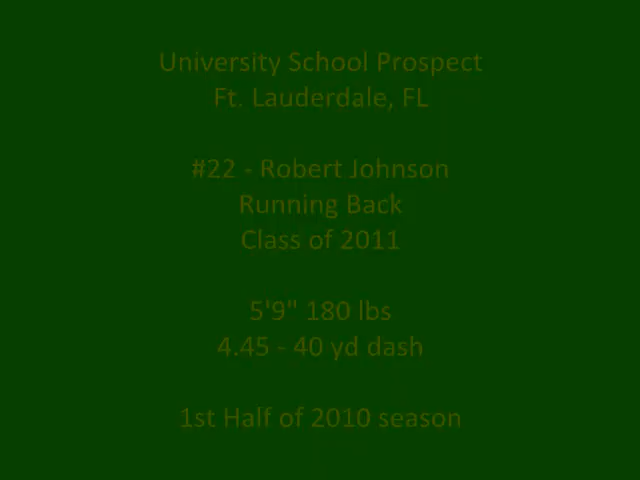 University School Prospect
Ft. Lauderdale, FL
#22 - Robert Johnson
Running Back
Class of 2011
5'9" 180 lbs
4.45 - 40 yd dash
1st Half of 2010 season